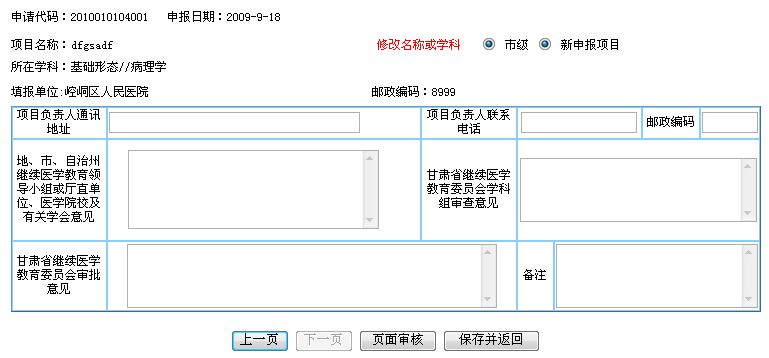 申请代码：2010010104001 申报日期：2009-9-18
项目名称：dfgsadf 修改名称或学科 市级 新申报项目
所在学科：基础形态//病理学
填报单位:崆峒区人民医院 邮政编码：8999
项目负责人通讯
地址
项目负责人联系
电话
邮政编码
地、市、自治州
继续医学教育领
导小组或厅直单
位、医学院校及
有关学会意见
甘肃省继续医学
教育委员会学科
组审查意见
甘肃省继续医学
教育委员会审批
意见
备注
上一页 下一页 页面审核 保存并返回